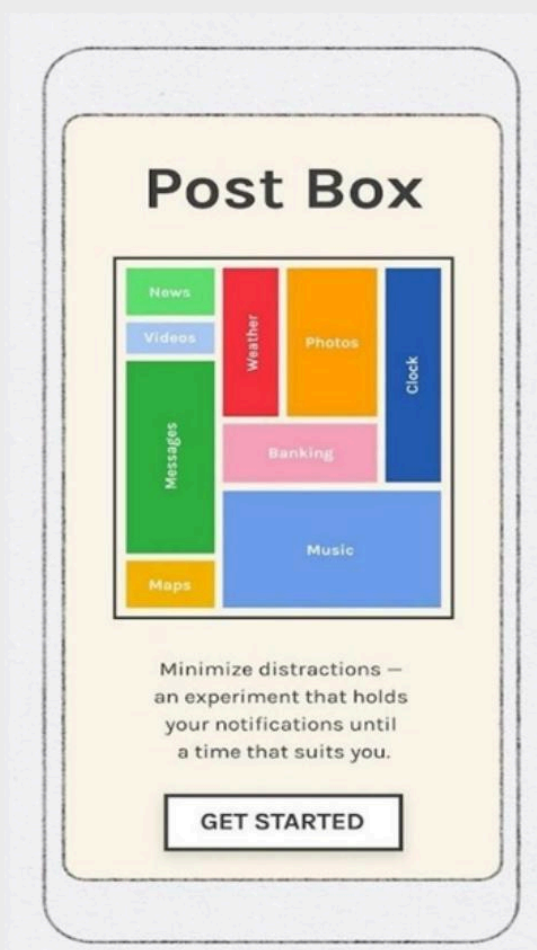 Post Box
News
Videos
Messages
Maps
Weather
Photos
Clock
Banking
Music
Minimize distractions —
an experiment that holds
your notifications until
a time that suits you.
GET STARTED